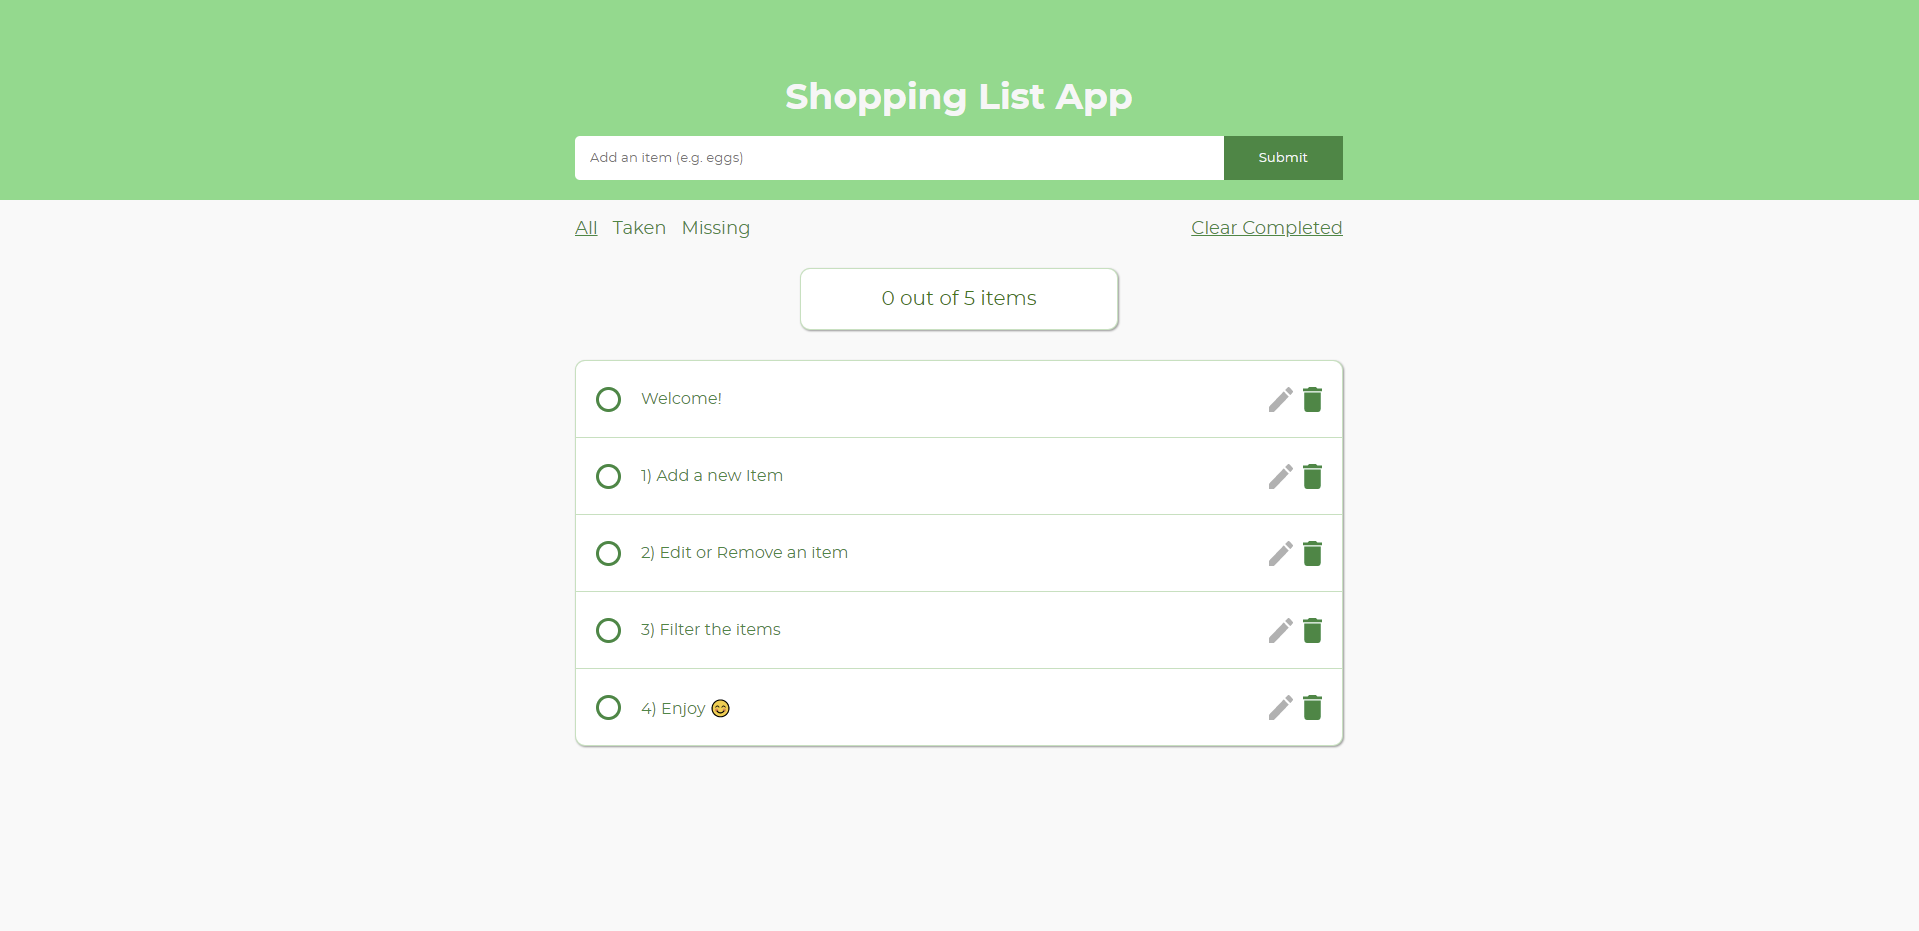 Shopping List App
Add an item (e.g. eggs)
Submit
All Taken Missing
Clear Completed
0 out of 5 items
Welcome!
1) Add a new Item
2) Edit or Remove an item
3) Filter the items
4) Enjoy 😊